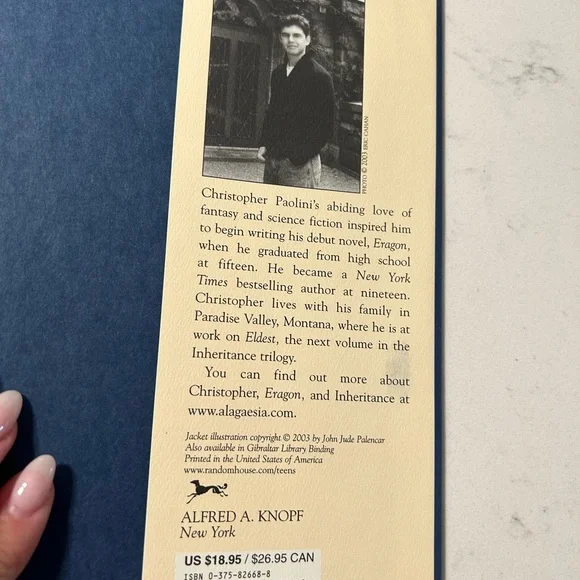 PHOTO © 2003 ERIC CAHAN
Christopher Paolini's abiding love of
fantasy and science fiction inspired him
to begin writing his debut novel, Eragon,
when he graduated from high school
at fifteen. He became a New York
Times bestselling author at nineteen.
Christopher lives with his family in
Paradise Valley, Montana, where he is at
work on Eldest, the next volume in the
Inheritance trilogy.
You can find out more about
Christopher, Eragon, and Inheritance at
www.alagaesia.com.
Jacket illustration copyright © 2003 by John Jude Palencar
Also available in Gibraltar Library Binding
Printed in the United States of America
www.randomhouse.com/teens
ALFRED A. KNOPF
New York
US $18.95 / $26.95 CAN
ISBN 0-375-82668-8